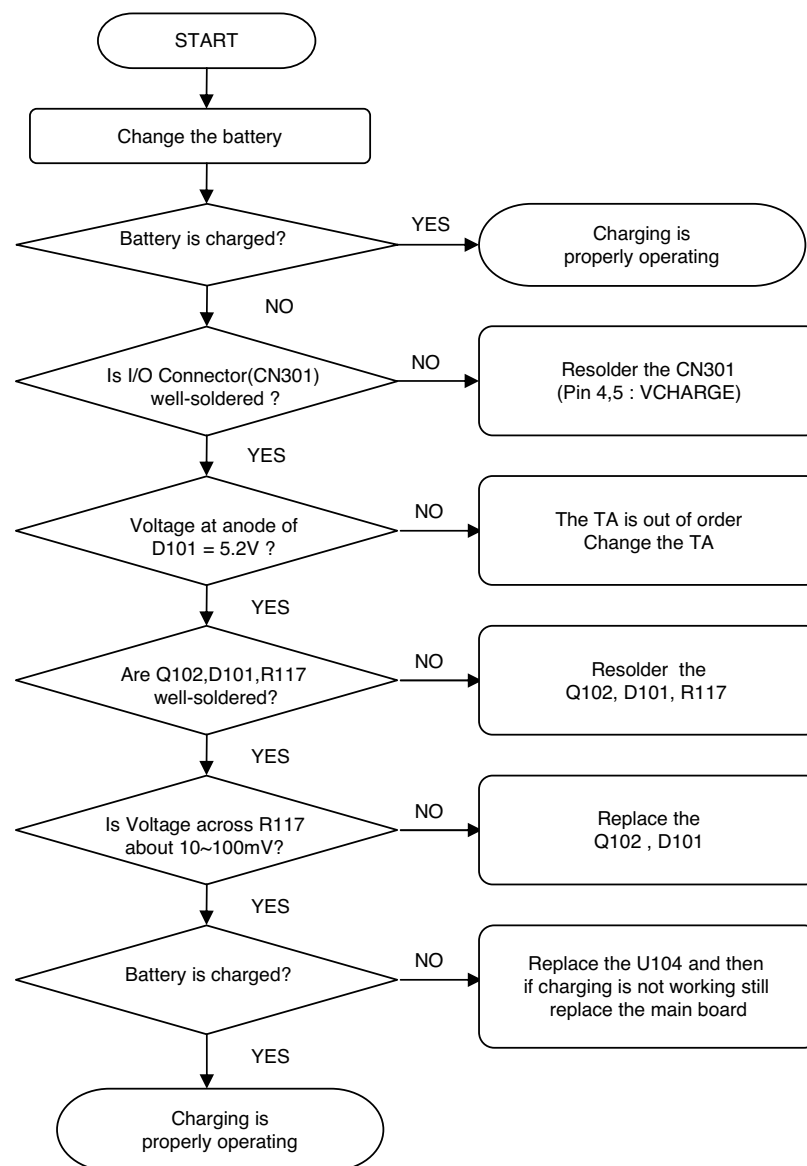 START
Change the battery
Battery is charged?
YES
Charging is
properly operating
NO
Is I/O Connector(CN301)
well-soldered ?
NO
Resolder the CN301
(Pin 4,5 : VCHARGE)
YES
Voltage at anode of
D101 = 5.2V ?
NO
The TA is out of order
Change the TA
YES
Are Q102,D101,R117
well-soldered?
NO
Resolder the
Q102, D101, R117
YES
Is Voltage across R117
about 10~100mV?
NO
Replace the
Q102 , D101
YES
Battery is charged?
NO
Replace the U104 and then
if charging is not working still
replace the main board
YES
Charging is
properly operating